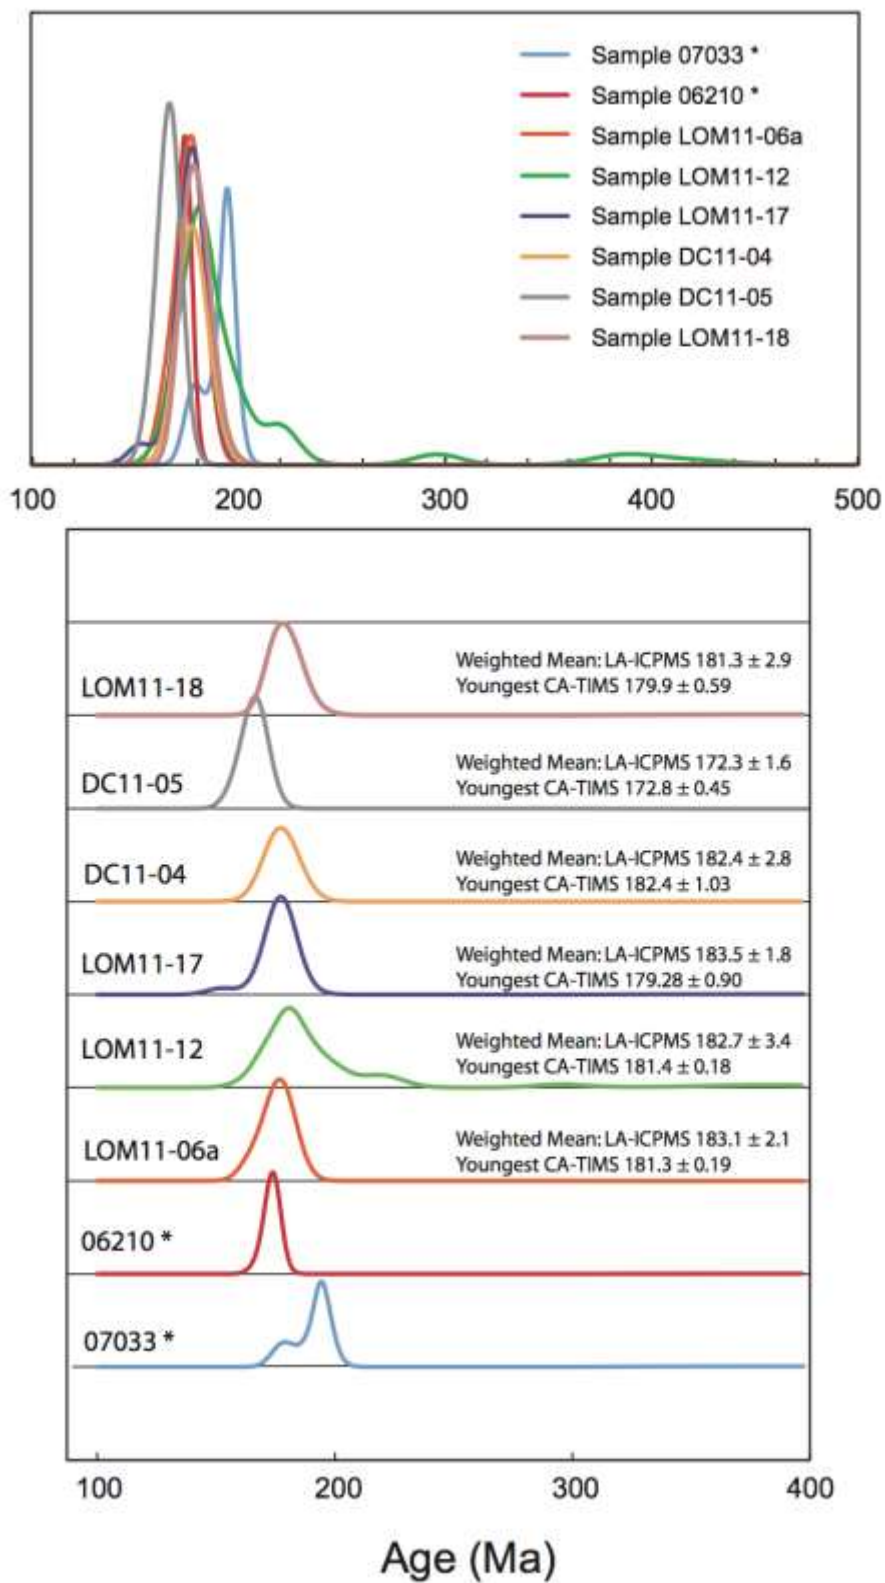 Sample 07033 *
Sample 06210 *
Sample LOM11-06a
Sample LOM11-12
Sample LOM11-17
Sample DC11-04
Sample DC11-05
Sample LOM11-18
100 200 300 400 500
LOM11-18
Weighted Mean: LA-ICPMS 181.3 ± 2.9
Youngest CA-TIMS 179.9 ± 0.59
DC11-05
Weighted Mean: LA-ICPMS 172.3 ± 1.6
Youngest CA-TIMS 172.8 ± 0.45
DC11-04
Weighted Mean: LA-ICPMS 182.4 ± 2.8
Youngest CA-TIMS 182.4 ± 1.03
LOM11-17
Weighted Mean: LA-ICPMS 183.5 ± 1.8
Youngest CA-TIMS 179.28 ± 0.90
LOM11-12
Weighted Mean: LA-ICPMS 182.7 ± 3.4
Youngest CA-TIMS 181.4 ± 0.18
LOM11-06a
Weighted Mean: LA-ICPMS 183.1 ± 2.1
Youngest CA-TIMS 181.3 ± 0.19
06210 *
07033 *
100 200 300 400
Age (Ma)